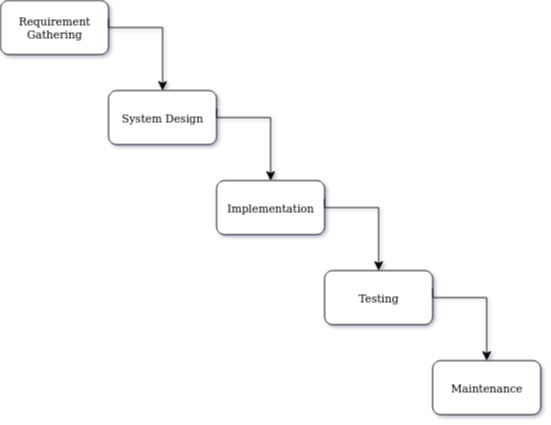 Requirement
Gathering
System Design
Implementation
Testing
Maintenance